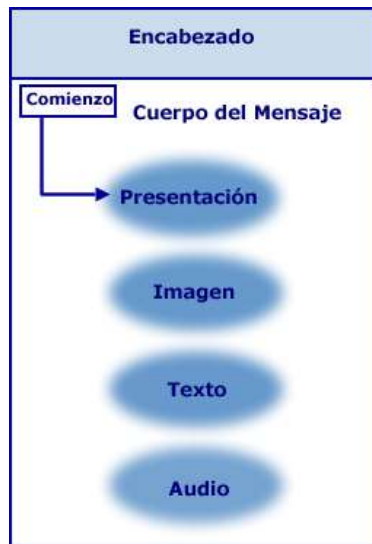 Encabezado
Comienzo
Cuerpo del Mensaje
Presentación
Imagen
Texto
Audio